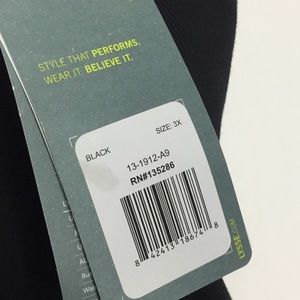 STYLE THAT PERFORMS.
WEAR IT. BELIEVE IT.
BLACK
SIZE: 3X
13-1912-A9
RN#135286
8 42413 18674 8
LYSSE.COM